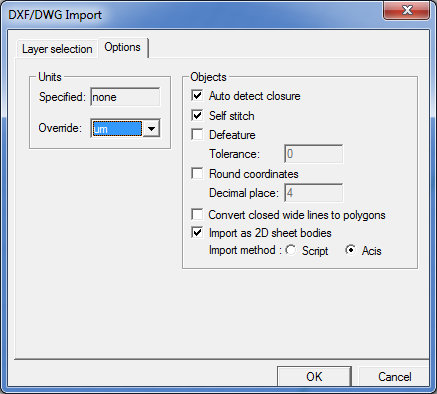 DXF/DWG Import
Layer selection Options
Units
Specified: none
Override: um
Objects
Auto detect closure
Self stitch
Defeature
Tolerance: 0
Round coordinates
Decimal place: 4
Convert closed wide lines to polygons
Import as 2D sheet bodies
Import method : Script Acis
OK Cancel